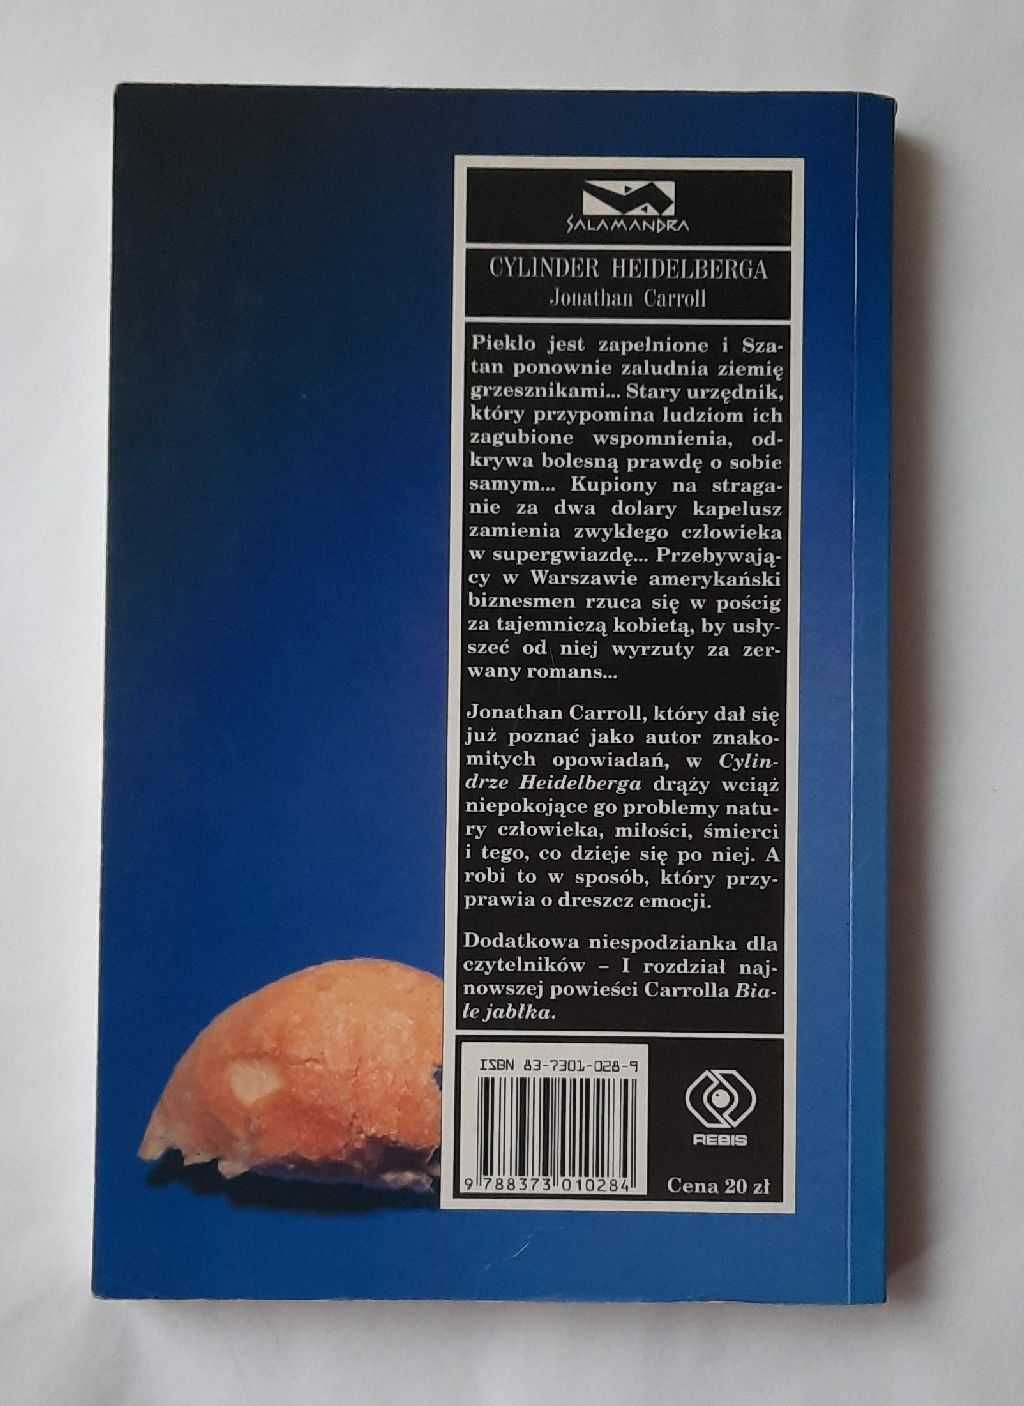 SALAMANDRA
CYLINDER HEIDELBERGA
Jonathan Carroll
Piekło jest zapełnione i Sza-
tan ponownie zaludnia ziemię
grzesznikami... Stary urzędnik,
który przypomina ludziom ich
zagubione wspomnienia, od-
krywa bolesną prawdę o sobie
samym... Kupiony na straga-
nie za dwa dolary kapelusz
zamienia zwykłego człowieka
w supergwiazdę... Przebywają-
cy w Warszawie amerykański
biznesmen rzuca się w pościg
za tajemniczą kobietą, by usły-
szeć od niej wyrzuty za zer-
wany romans...
Jonathan Carroll, który dał się
już poznać jako autor znako-
mitych opowiadań, w Cylin-
drze Heidelberga drąży wciąż
niepokojące go problemy natu-
ry człowieka, miłości, śmierci
i tego, co dzieje się po niej. A
robi to w sposób, który przy-
prawia o dreszcz emocji.
Dodatkowa niespodzianka dla
czytelników – I rozdział naj-
nowszej powieści Carrolla Bia-
łe jabłka.
ISBN 83-7301-028-9
9 788373 010284
REBIS
Cena 20 zł